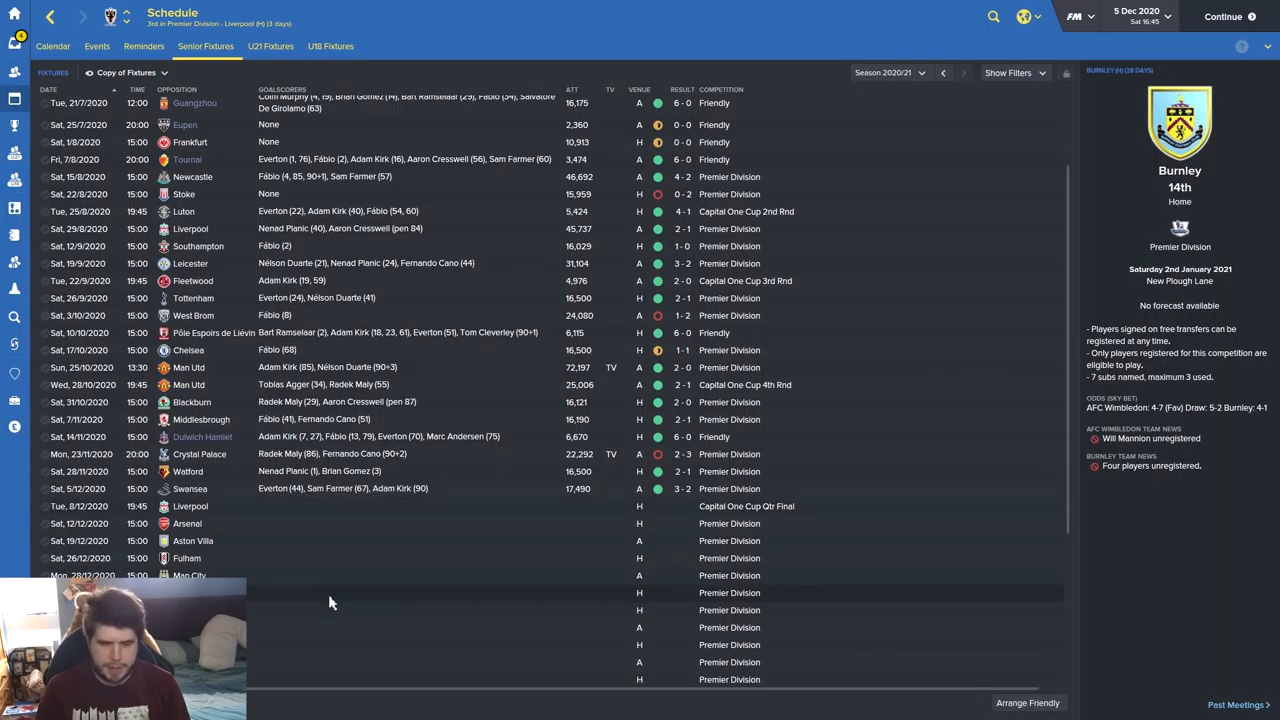 Schedule
3rd in Premier Division - Liverpool (H) (3 days)
4
FM
5 Dec 2020
Sat 16:45
Continue
Calendar Events Reminders Senior Fixtures U21 Fixtures U18 Fixtures
FIXTURES Copy of Fixtures Season 2020/21 Show Filters
DATE TIME OPPOSITION GOALSCORERS ATT TV VENUE RESULT COMPETITION
Tue, 21/7/2020 12:00 Guangzhou Colm Murphy (4, 19), Brian Gomez (14), Bart Ramselaar (29), Fábio (34), Salvatore De Girolamo (63) 16,175 A 6 - 0 Friendly
Sat, 25/7/2020 20:00 Eupen None 2,360 A 0 - 0 Friendly
Sat, 1/8/2020 15:00 Frankfurt None 10,913 H 0 - 0 Friendly
Fri, 7/8/2020 20:00 Tournai Everton (1, 76), Fábio (2), Adam Kirk (16), Aaron Cresswell (56), Sam Farmer (60) 3,474 A 6 - 0 Friendly
Sat, 15/8/2020 15:00 Newcastle Fábio (4, 85, 90+1), Sam Farmer (57) 46,692 A 4 - 2 Premier Division
Sat, 22/8/2020 15:00 Stoke None 15,959 H 0 - 2 Premier Division
Tue, 25/8/2020 19:45 Luton Everton (22), Adam Kirk (40), Fábio (54, 60) 5,424 H 4 - 1 Capital One Cup 2nd Rnd
Sat, 29/8/2020 15:00 Liverpool Nenad Planic (40), Aaron Cresswell (pen 84) 45,737 A 2 - 1 Premier Division
Sat, 12/9/2020 15:00 Southampton Fábio (2) 16,029 H 1 - 0 Premier Division
Sat, 19/9/2020 15:00 Leicester Nélson Duarte (21), Nenad Planic (24), Fernando Cano (44) 31,104 A 3 - 2 Premier Division
Tue, 22/9/2020 19:45 Fleetwood Adam Kirk (19, 59) 4,976 A 2 - 0 Capital One Cup 3rd Rnd
Sat, 26/9/2020 15:00 Tottenham Everton (24), Nélson Duarte (41) 16,500 H 2 - 1 Premier Division
Sat, 3/10/2020 15:00 West Brom Fábio (8) 24,080 A 1 - 2 Premier Division
Sat, 10/10/2020 15:00 Pôle Espoirs de Liévin Bart Ramselaar (2), Adam Kirk (18, 23, 61), Everton (51), Tom Cleverley (90+1) 6,115 H 6 - 0 Friendly
Sat, 17/10/2020 15:00 Chelsea Fábio (68) 16,500 H 1 - 1 Premier Division
Sun, 25/10/2020 13:30 Man Utd Adam Kirk (85), Nélson Duarte (90+3) 72,197 TV A 2 - 0 Premier Division
Wed, 28/10/2020 19:45 Man Utd Tobias Agger (34), Radek Maly (55) 25,006 A 2 - 1 Capital One Cup 4th Rnd
Sat, 31/10/2020 15:00 Blackburn Radek Maly (29), Aaron Cresswell (pen 87) 16,121 H 2 - 0 Premier Division
Sat, 7/11/2020 15:00 Middlesbrough Fábio (41), Fernando Cano (51) 16,190 H 2 - 1 Premier Division
Sat, 14/11/2020 15:00 Dulwich Hamlet Adam Kirk (7, 27), Fábio (13, 79), Everton (70), Marc Andersen (75) 6,670 H 6 - 0 Friendly
Mon, 23/11/2020 20:00 Crystal Palace Radek Maly (86), Fernando Cano (90+2) 22,292 TV A 2 - 3 Premier Division
Sat, 28/11/2020 15:00 Watford Nenad Planic (1), Brian Gomez (3) 16,500 H 2 - 1 Premier Division
Sat, 5/12/2020 15:00 Swansea Everton (44), Sam Farmer (67), Adam Kirk (90) 17,490 A 3 - 2 Premier Division
Tue, 8/12/2020 19:45 Liverpool H Capital One Cup Qtr Final
Sat, 12/12/2020 15:00 Arsenal H Premier Division
Sat, 19/12/2020 15:00 Aston Villa A Premier Division
Sat, 26/12/2020 15:00 Fulham H Premier Division
Mon, 28/12/2020 15:00 Man City A Premier Division
H Premier Division
H Premier Division
A Premier Division
H Premier Division
A Premier Division
H Premier Division
Arrange Friendly
BURNLEY (H) (28 DAYS)
Burnley
14th
Home
Premier Division
Saturday 2nd January 2021
New Plough Lane
No forecast available
- Players signed on free transfers can be
registered at any time.
- Only players registered for this competition are
eligible to play.
- 7 subs named, maximum 3 used.
ODDS (SKY BET)
AFC Wimbledon: 4-7 (Fav) Draw: 5-2 Burnley: 4-1
AFC WIMBLEDON TEAM NEWS
Will Mannion unregistered
BURNLEY TEAM NEWS
Four players unregistered.
Past Meetings